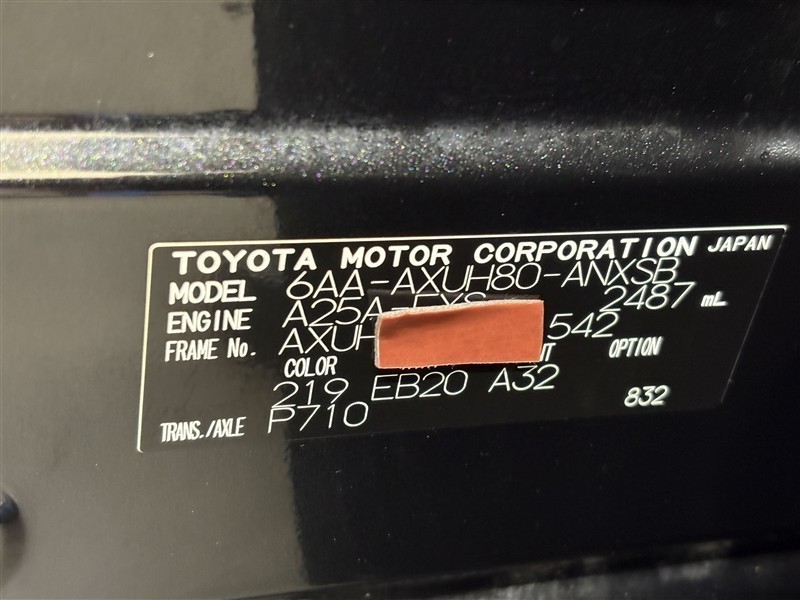 TOYOTA MOTOR CORPORATION JAPAN
MODEL 6AA-AXUH80-ANXSB
ENGINE A25A-FXS 2487 mL
FRAME No. AXUH 542
COLOR OPTION
219 EB20 A32 832
TRANS./AXLE P710